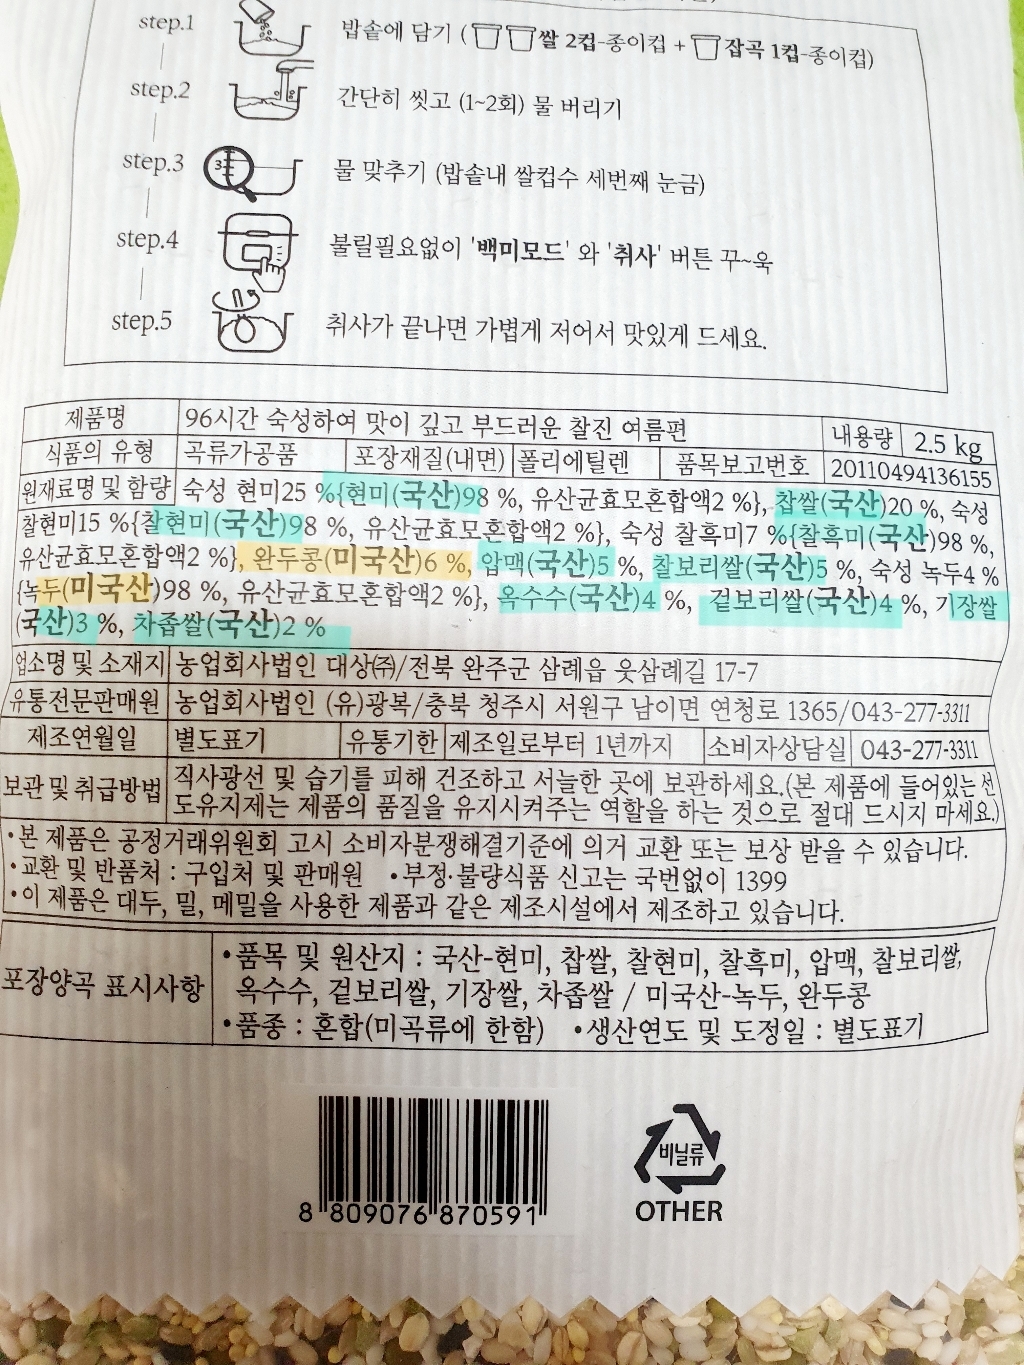 step.1 밥솥에 담기 (쌀 2컵-종이컵 + 잡곡 1컵-종이컵)
step.2 간단히 씻고 (1~2회) 물 버리기
step.3 3 물 맞추기 (밥솥내 쌀컵수 세번째 눈금)
step.4 불릴필요없이 '백미모드' 와 '취사' 버튼 꾸~욱
step.5 취사가 끝나면 가볍게 저어서 맛있게 드세요.
제품명 96시간 숙성하여 맛이 깊고 부드러운 찰진 여름편 내용량 2.5 kg
식품의 유형 곡류가공품 포장재질(내면) 폴리에틸렌 품목보고번호 20110494136155
원재료명 및 함량 숙성 현미25 %{현미(국산)98 %, 유산균효모혼합액2 %}, 찹쌀(국산)20 %, 숙성
찰현미15 %{찰현미(국산)98 %, 유산균효모혼합액2 %}, 숙성 찰흑미7 %{찰흑미(국산)98 %,
유산균효모혼합액2 %}, 완두콩(미국산)6 %, 압맥(국산)5 %, 찰보리쌀(국산)5 %, 숙성 녹두4 %
{녹두(미국산)98 %, 유산균효모혼합액2 %}, 옥수수(국산)4 %, 겉보리쌀(국산)4 %, 기장쌀
(국산)3 %, 차좁쌀(국산)2 %
업소명 및 소재지 농업회사법인 대상㈜/전북 완주군 삼례읍 웃삼례길 17-7
유통전문판매원 농업회사법인 (유)광복/충북 청주시 서원구 남이면 연청로 1365/043-277-3311
제조연월일 별도표기 유통기한 제조일로부터 1년까지 소비자상담실 043-277-3311
보관 및 취급방법 직사광선 및 습기를 피해 건조하고 서늘한 곳에 보관하세요.(본 제품에 들어있는 선
도유지제는 제품의 품질을 유지시켜주는 역할을 하는 것으로 절대 드시지 마세요.)
•본 제품은 공정거래위원회 고시 소비자분쟁해결기준에 의거 교환 또는 보상 받을 수 있습니다.
•교환 및 반품처 : 구입처 및 판매원 •부정·불량식품 신고는 국번없이 1399
•이 제품은 대두, 밀, 메밀을 사용한 제품과 같은 제조시설에서 제조하고 있습니다.
포장양곡 표시사항 •품목 및 원산지 : 국산-현미, 찹쌀, 찰현미, 찰흑미, 압맥, 찰보리쌀,
옥수수, 겉보리쌀, 기장쌀, 차좁쌀 / 미국산-녹두, 완두콩
•품종 : 혼합(미곡류에 한함) •생산연도 및 도정일 : 별도표기
비닐류
OTHER
8 809076 870591